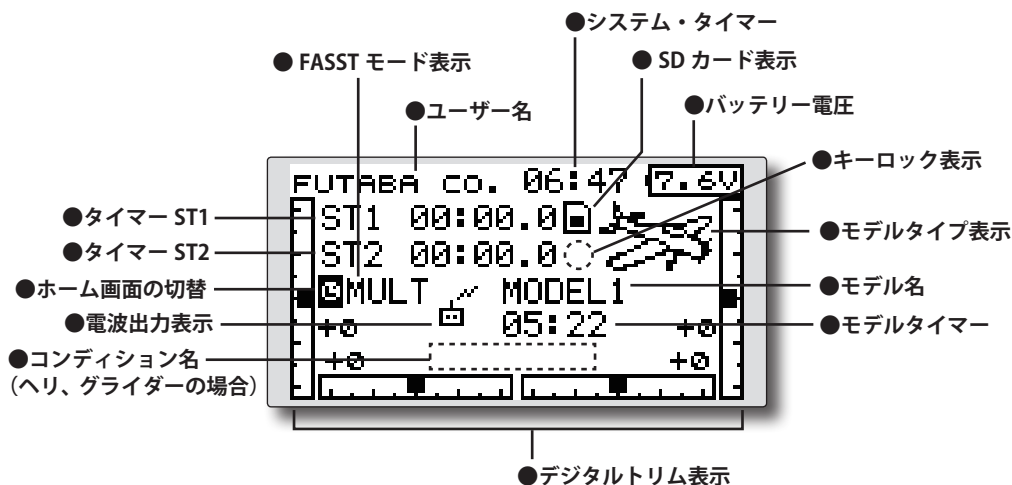 ●システム・タイマー
●FASST モード表示
●SD カード表示
●ユーザー名
●バッテリー電圧
●キーロック表示
FUTABA CO. 06:47 7.6V
●タイマー ST1
ST1 00:00.0
●モデルタイプ表示
●タイマー ST2
ST2 00:00.0
●ホーム画面の切替
0MULT MODEL1
●モデル名
●電波出力表示
+0 05:22 +0
●モデルタイマー
●コンディション名
(ヘリ、グライダーの場合)
+0 +0
●デジタルトリム表示